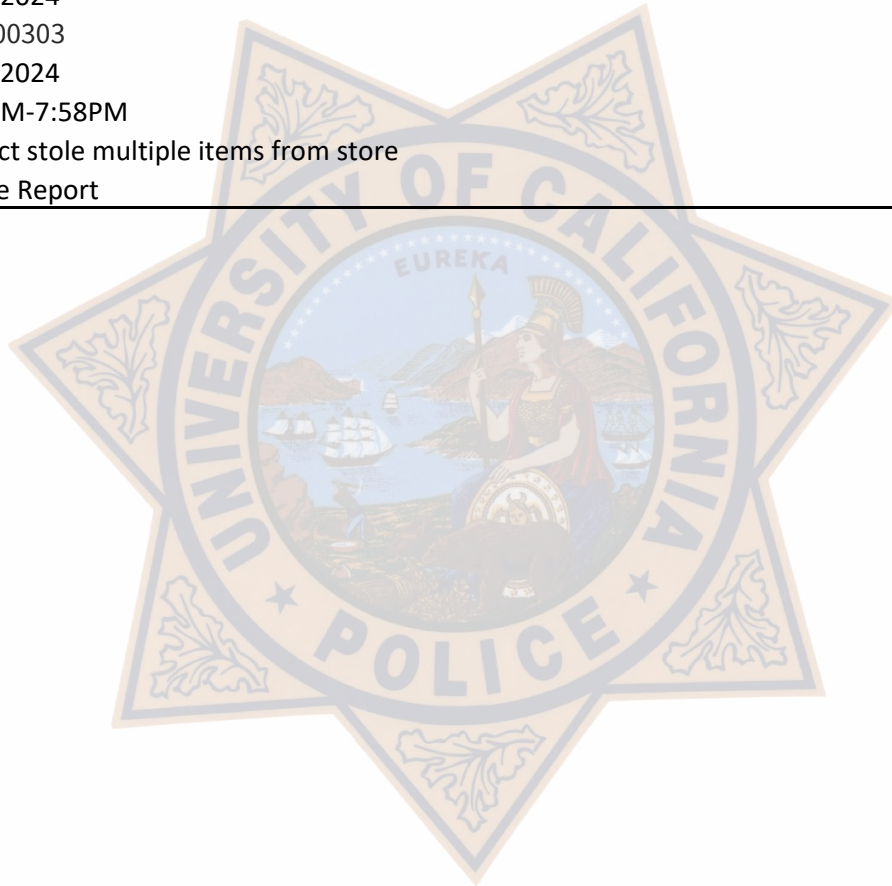 2024
00303
2024
M-7:58PM
ct stole multiple items from store
e Report
UNIVERSITY OF CALIFORNIA
EUREKA
POLICE